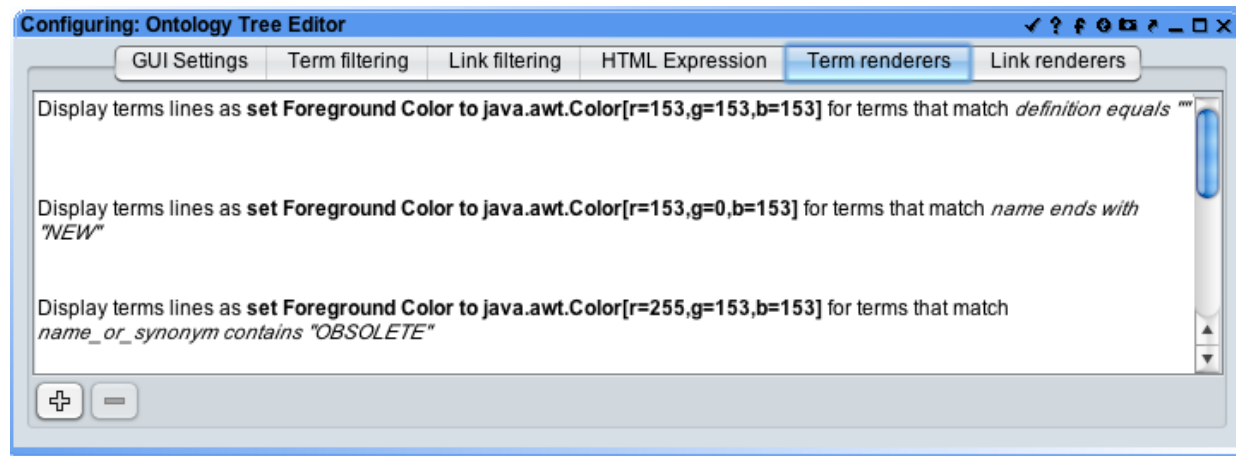 Configuring: Ontology Tree Editor
GUI Settings Term filtering Link filtering HTML Expression Term renderers Link renderers
Display terms lines as set Foreground Color to java.awt.Color[r=153,g=153,b=153] for terms that match definition equals ""
Display terms lines as set Foreground Color to java.awt.Color[r=153,g=0,b=153] for terms that match name ends with
"NEW"
Display terms lines as set Foreground Color to java.awt.Color[r=255,g=153,b=153] for terms that match
name_or_synonym contains "OBSOLETE"